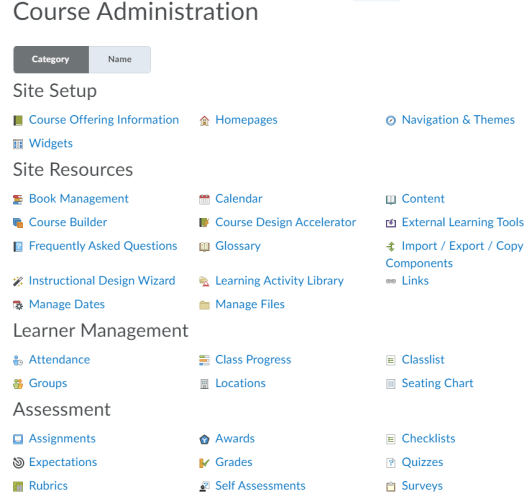 Course Administration
Category Name
Site Setup
Course Offering Information Homepages Navigation & Themes
Widgets
Site Resources
Book Management Calendar Content
Course Builder Course Design Accelerator External Learning Tools
Frequently Asked Questions Glossary Import / Export / Copy
Components
Instructional Design Wizard Learning Activity Library Links
Manage Dates Manage Files
Learner Management
Attendance Class Progress Classlist
Groups Locations Seating Chart
Assessment
Assignments Awards Checklists
Expectations Grades Quizzes
Rubrics Self Assessments Surveys